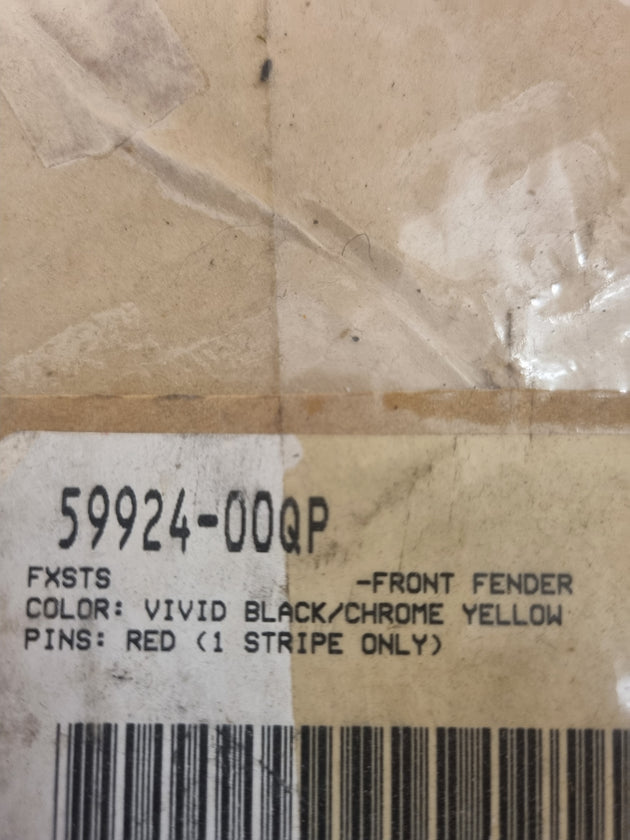 59924-00QP
FXSTS -FRONT FENDER
COLOR: VIVID BLACK/CHROME YELLOW
PINS: RED (1 STRIPE ONLY)